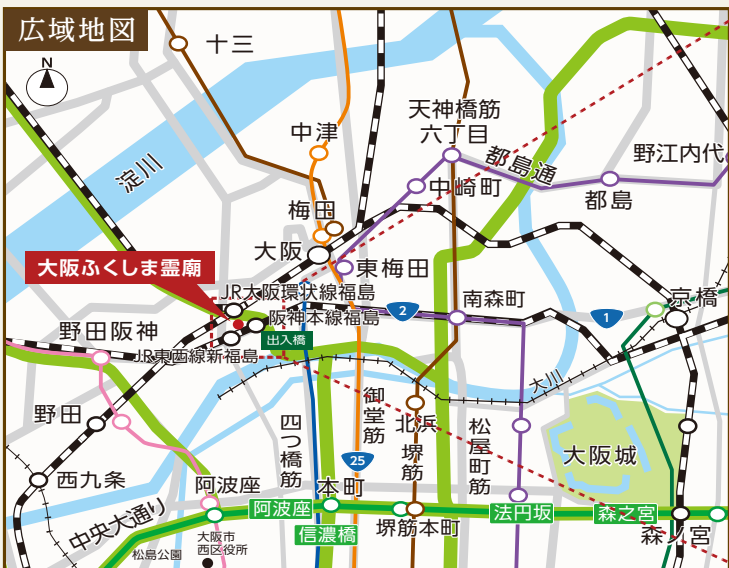 広域地図
N
十三
天神橋筋
六丁目
中津
都島通
野江内代
淀川
中崎町
都島
梅田
大阪
東梅田
大阪ふくしま霊廟
JR大阪環状線福島
南森町
京橋
2
1
阪神本線福島
野田阪神
出入橋
JR東西線新福島
大川
御堂筋
野田
四つ橋筋
北浜
堺筋
松屋町筋
大阪城
25
西九条
阿波座
本町
中央大通り
阿波座
法円坂
森之宮
信濃橋
堺筋本町
森ノ宮
大阪市
西区役所
松島公園